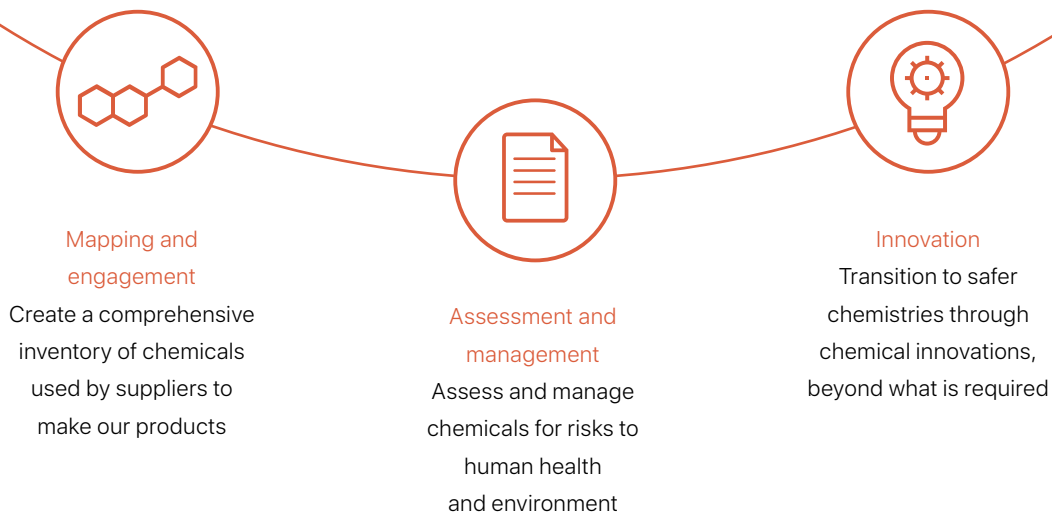 Mapping and
engagement
Create a comprehensive
inventory of chemicals
used by suppliers to
make our products
Assessment and
management
Assess and manage
chemicals for risks to
human health
and environment
Innovation
Transition to safer
chemistries through
chemical innovations,
beyond what is required